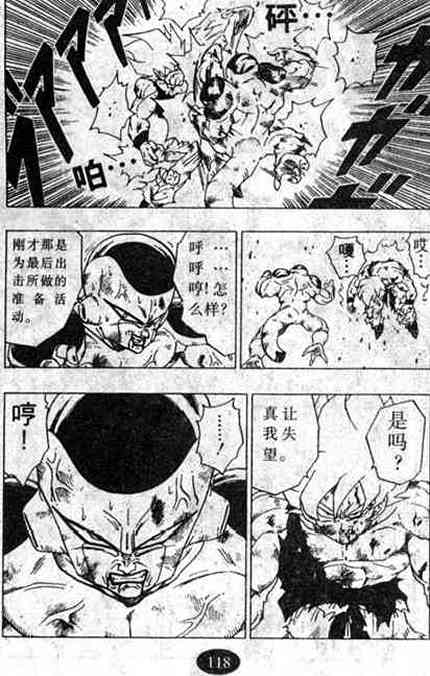 砰…
咱…
哎…
嗄…
呼……
呼……
哼！怎
么样？
刚才那是
为最后出
击所做的
准备活
动。
是吗？
真让
我失
望。
……！
哼！
118